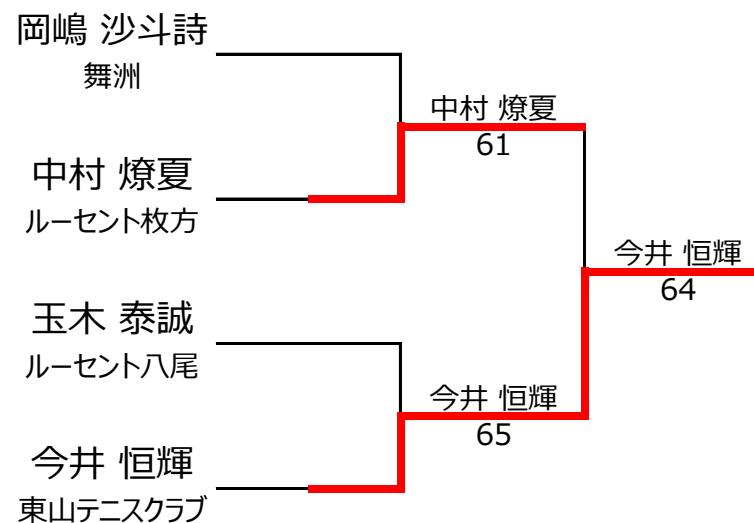 岡嶋 沙斗詩
舞洲
中村 燎夏
61
中村 燎夏
ルーセント枚方
今井 恒輝
64
玉木 泰誠
ルーセント八尾
今井 恒輝
65
今井 恒輝
東山テニスクラブ